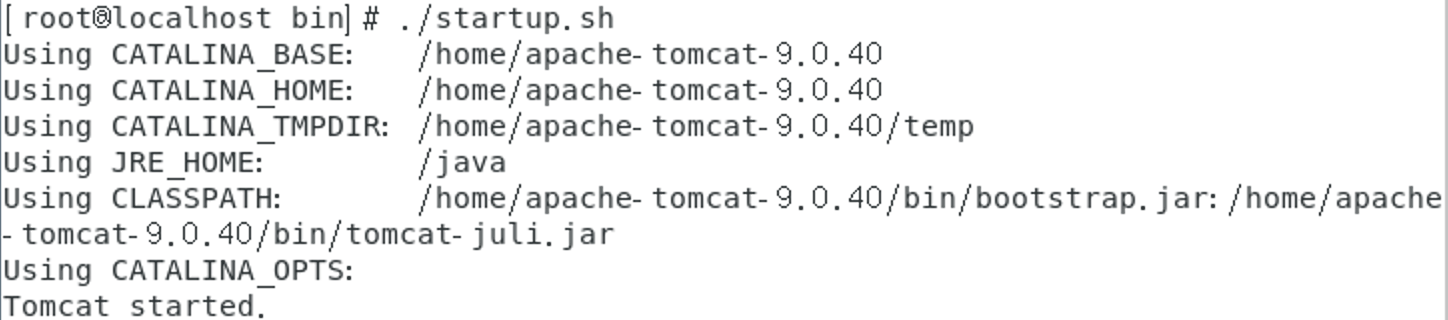 [root@localhost bin]# ./startup.sh
Using CATALINA_BASE:   /home/apache-tomcat-9.0.40
Using CATALINA_HOME:   /home/apache-tomcat-9.0.40
Using CATALINA_TMPDIR: /home/apache-tomcat-9.0.40/temp
Using JRE_HOME:        /java
Using CLASSPATH:       /home/apache-tomcat-9.0.40/bin/bootstrap.jar:/home/apache
-tomcat-9.0.40/bin/tomcat-juli.jar
Using CATALINA_OPTS:
Tomcat started.